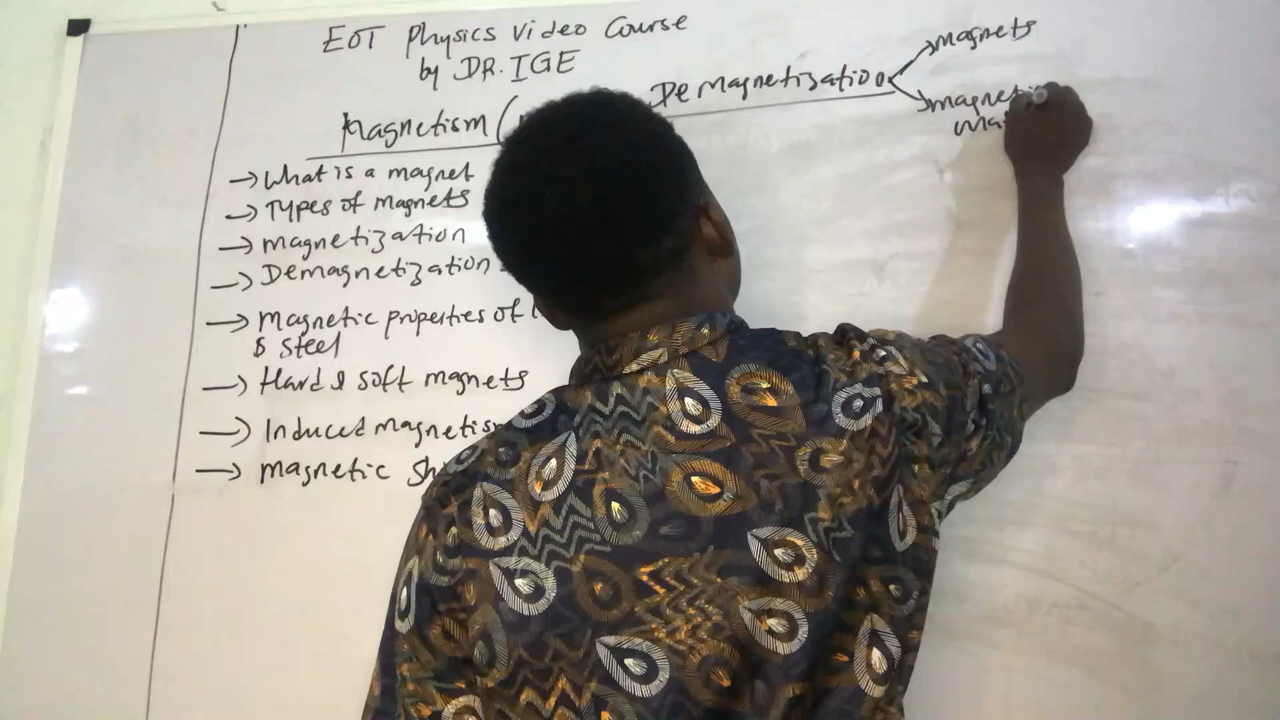 EOT Physics Video Course
by DR. IGE
Magnetism (
→ What is a magnet
→ Types of magnets
→ magnetization
→ Demagnetization
→ magnetic properties of
& steel
→ Hard & soft magnets
→ Induced magnetism
→ magnetic
Demagnetization
magnets